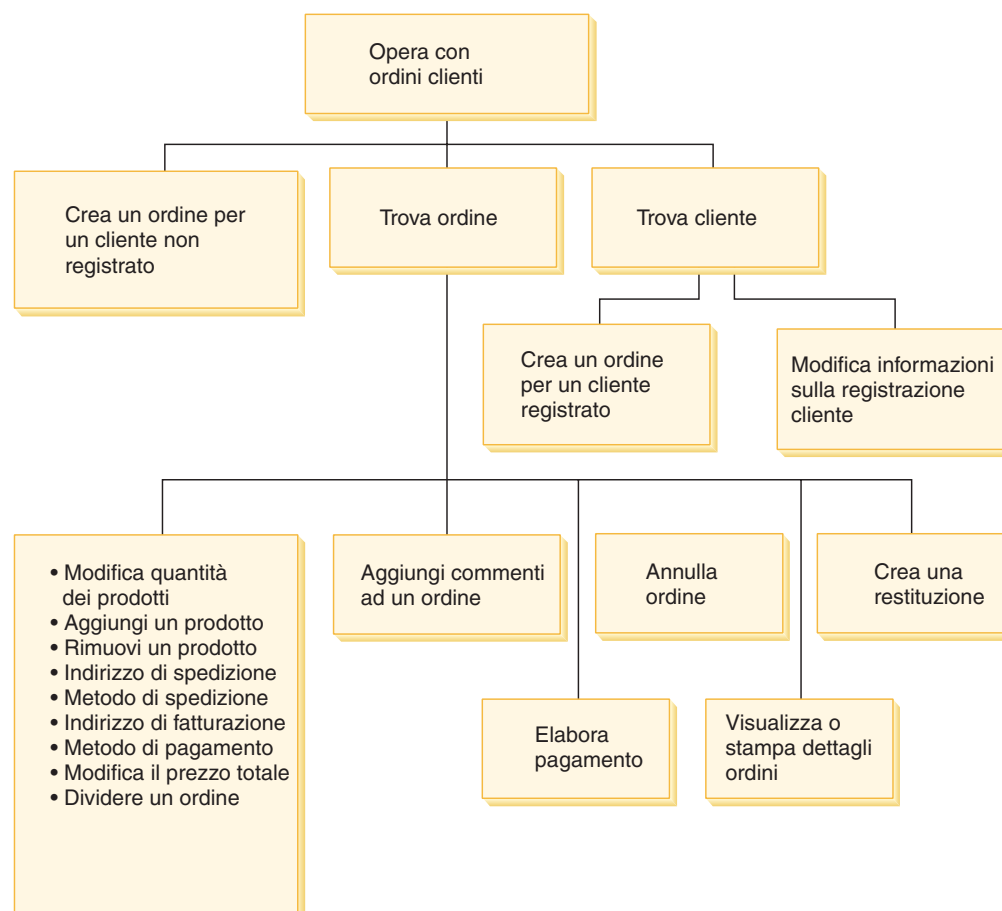 Opera con
ordini clienti
Crea un ordine per
un cliente non
registrato
Trova ordine
Trova cliente
Crea un ordine
per un cliente
registrato
Modifica informazioni
sulla registrazione
cliente
• Modifica quantità
dei prodotti
• Aggiungi un prodotto
• Rimuovi un prodotto
• Indirizzo di spedizione
• Metodo di spedizione
• Indirizzo di fatturazione
• Metodo di pagamento
• Modifica il prezzo totale
• Dividere un ordine
Aggiungi commenti
ad un ordine
Annulla
ordine
Crea una
restituzione
Elabora
pagamento
Visualizza o
stampa dettagli
ordini